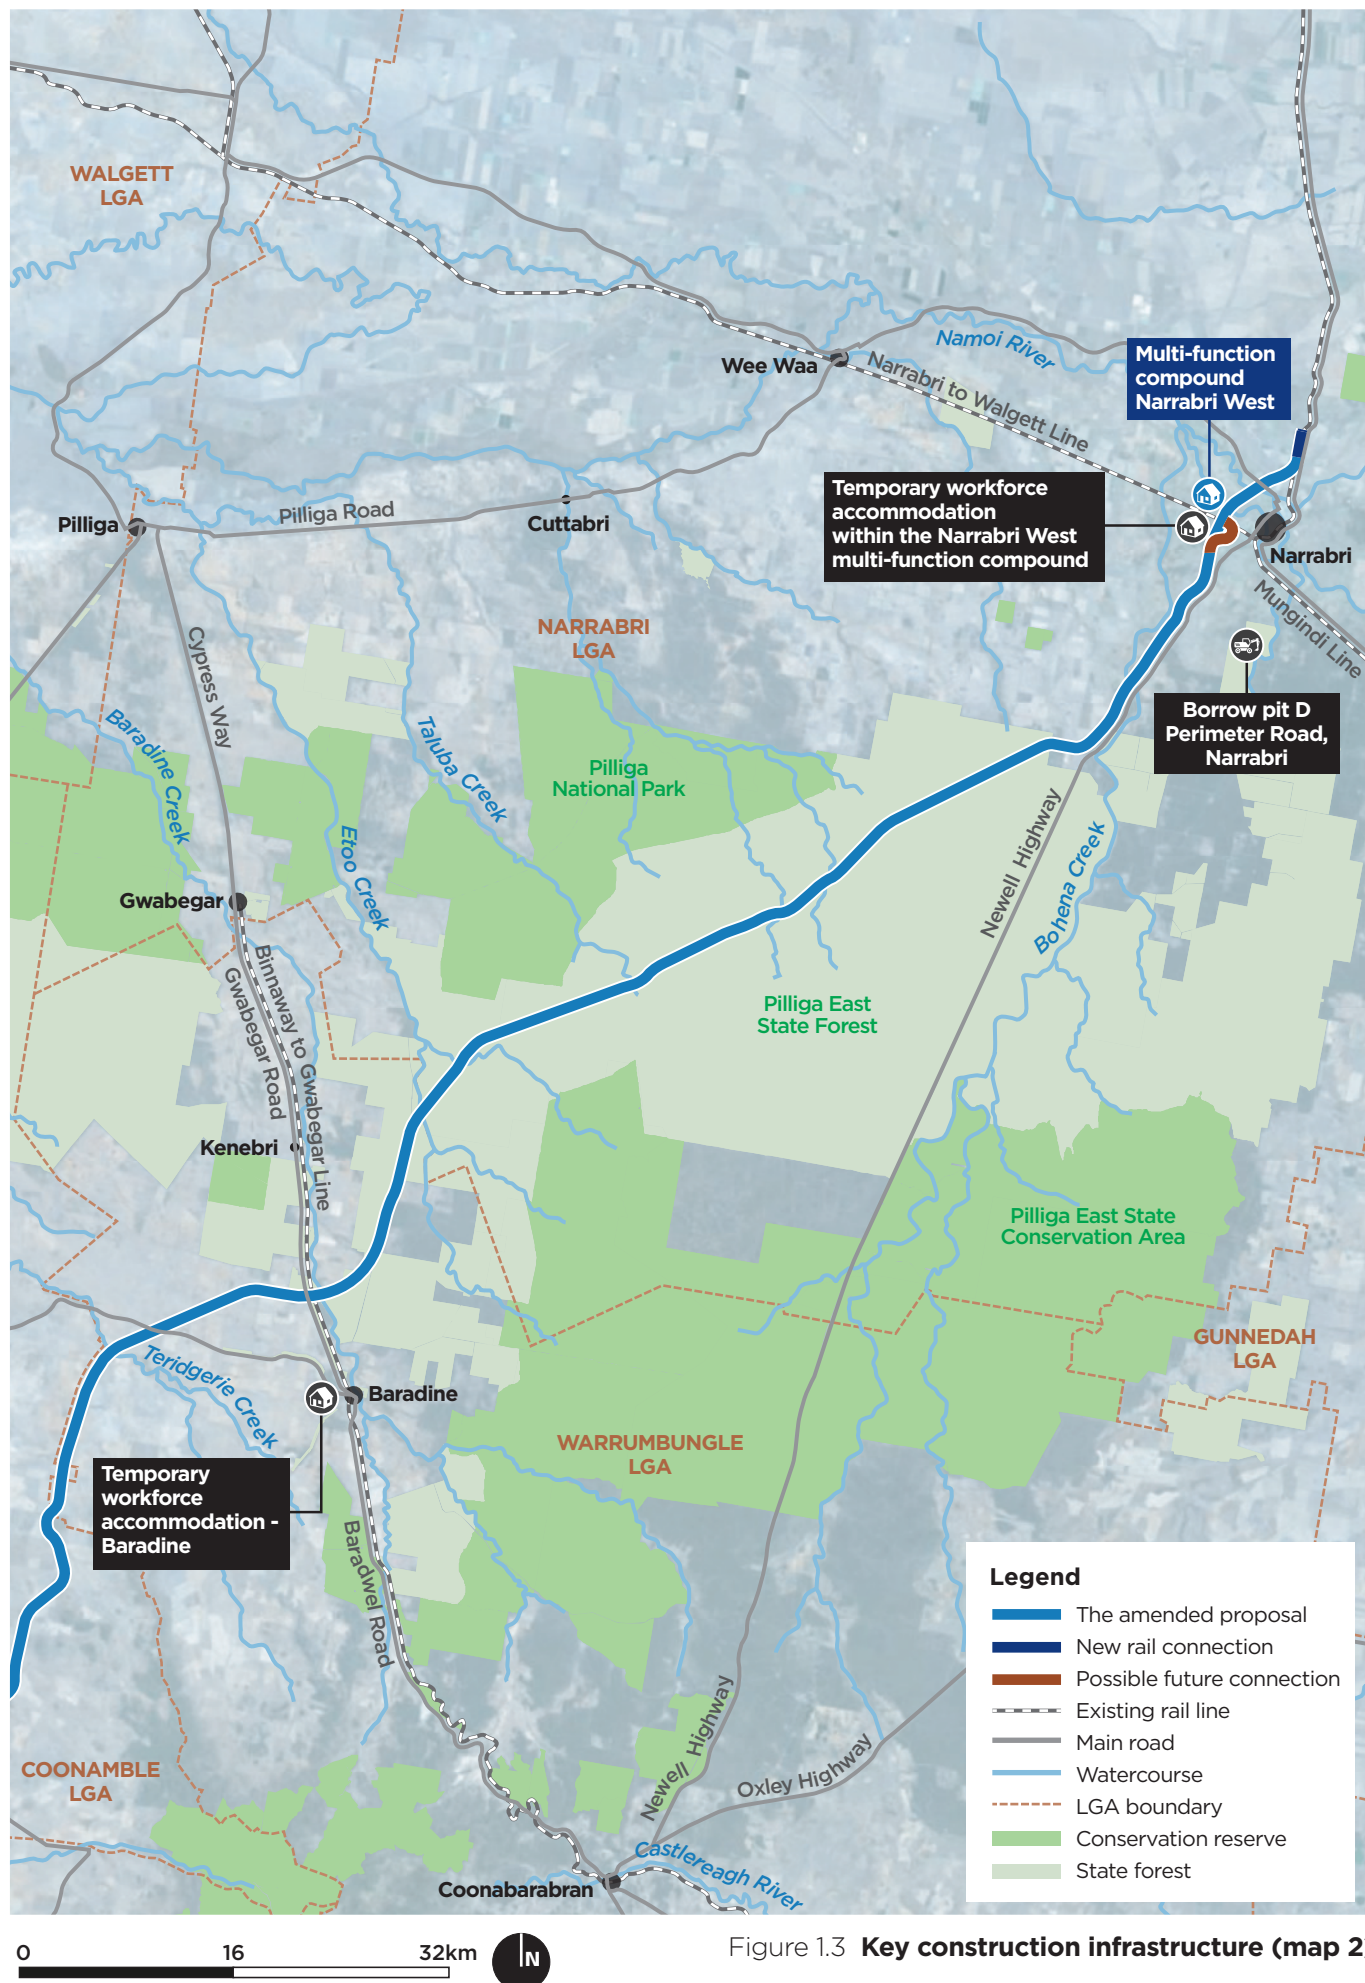 WALGETT
LGA
Wee Waa
Namoi River
Narrabri to Walgett Line
Multi-function
compound
Narrabri West
Temporary workforce
accommodation
within the Narrabri West
multi-function compound
Pilliga
Pilliga Road
Cuttabri
Narrabri
Mungindi Line
NARRABRI
LGA
Cypress Way
Baradine Creek
Taluba Creek
Etoo Creek
Pilliga
National Park
Borrow pit D
Perimeter Road,
Narrabri
Newell Highway
Bohena Creek
Gwabegar
Binnaway to Gwabegar Line
Gwabegar Road
Pilliga East
State Forest
Kenebri
Pilliga East State
Conservation Area
GUNNEDAH
LGA
Teridgerie Creek
Baradine
WARRUMBUNGLE
LGA
Temporary
workforce
accommodation -
Baradine
Baradwel Road
Newell Highway
Oxley Highway
COONAMBLE
LGA
Coonabarabran
Castlereagh River
Legend
The amended proposal
New rail connection
Possible future connection
Existing rail line
Main road
Watercourse
LGA boundary
Conservation reserve
State forest
0 16 32km
N
Figure 1.3 Key construction infrastructure (map 2)